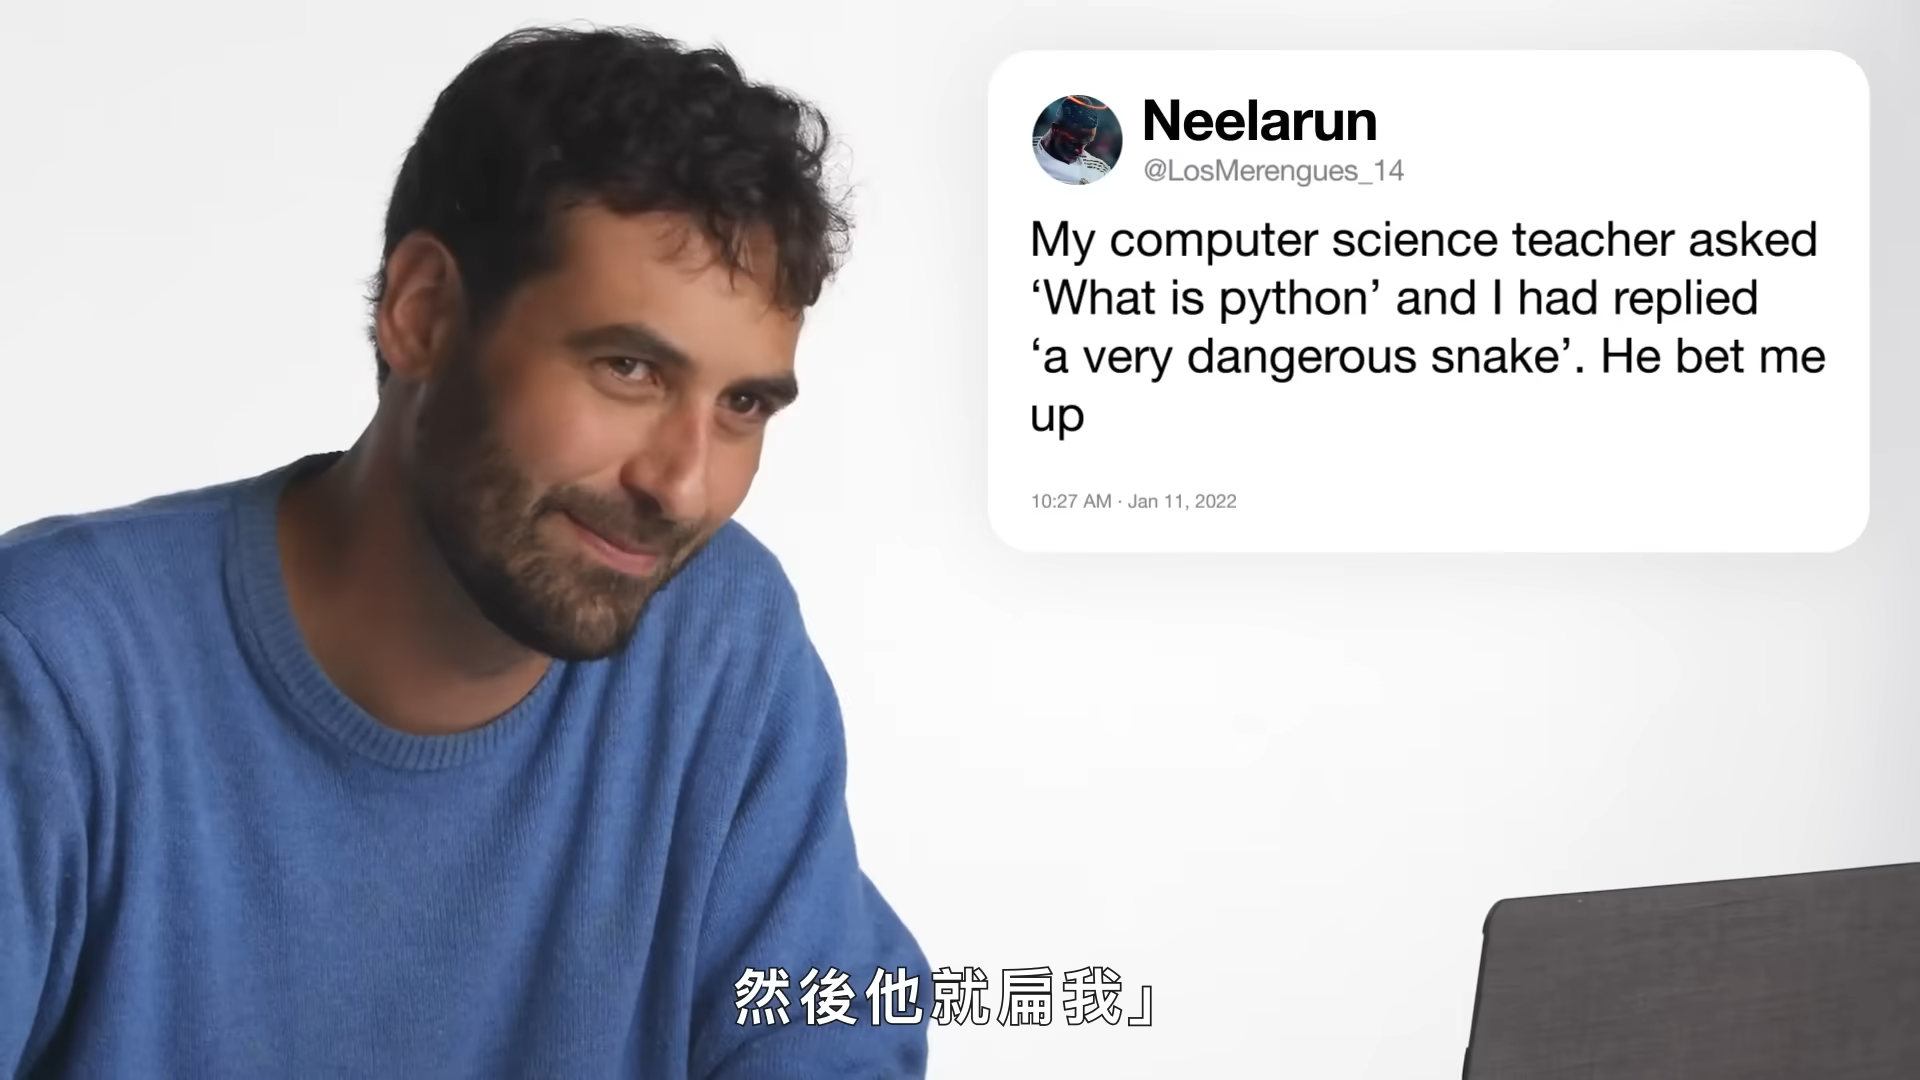 Neelarun
@LosMerengues_14
My computer science teacher asked
‘What is python’ and I had replied
‘a very dangerous snake’. He bet me
up
10:27 AM · Jan 11, 2022
然後他就扁我」